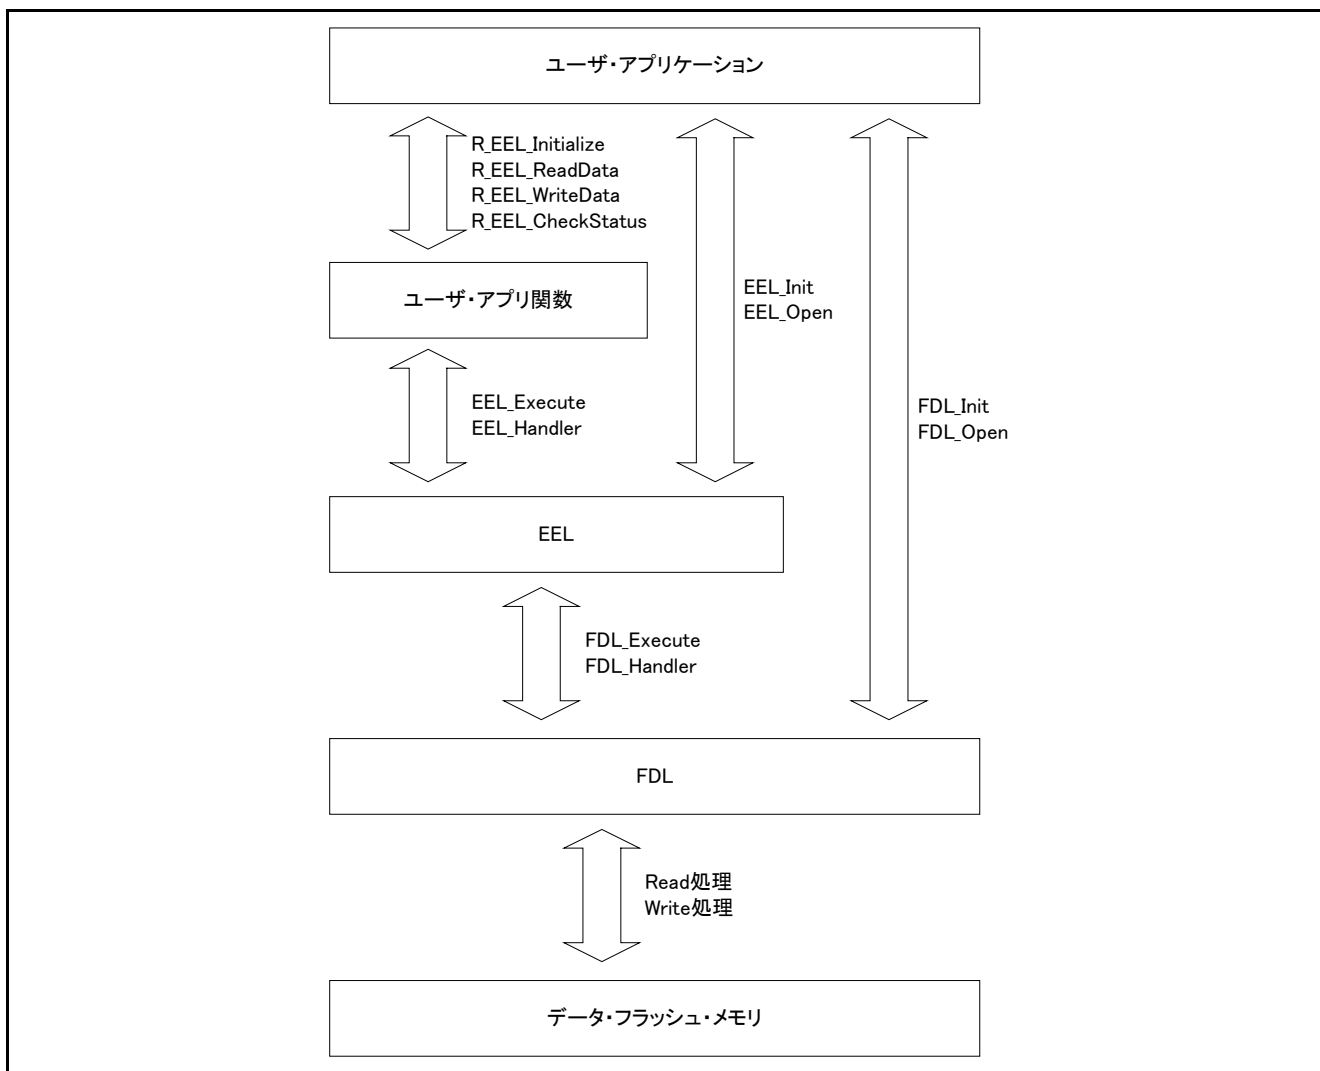 ユーザ・アプリケーション
R_EEL_Initialize
R_EEL_ReadData
R_EEL_WriteData
R_EEL_CheckStatus
ユーザ・アプリ関数
EEL_Init
EEL_Open
EEL_Execute
EEL_Handler
FDL_Init
FDL_Open
EEL
FDL_Execute
FDL_Handler
FDL
Read処理
Write処理
データ・フラッシュ・メモリ